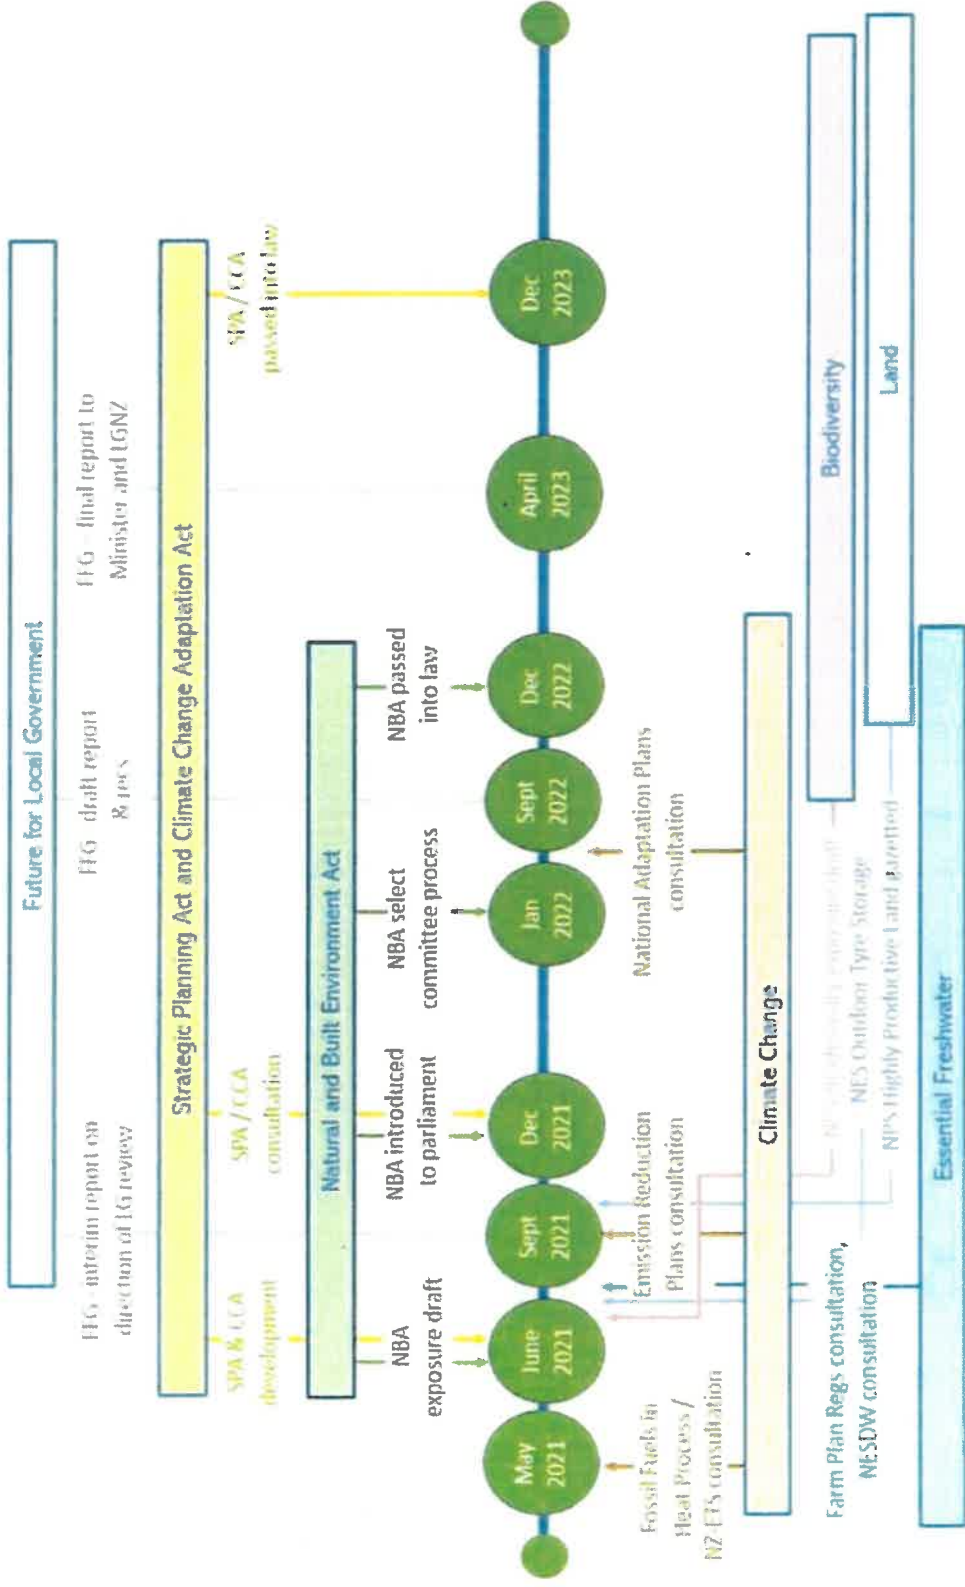 Future for Local Government
FLG - interim report on
direction of LG review
FLG - draft report
& recs
FLG - final report to
Minister and LGNZ
Strategic Planning Act and Climate Change Adaptation Act
SPA & CCA
development
SPA / CCA
consultation
SPA / CCA
passed into law
Natural and Built Environment Act
NBA
exposure draft
NBA introduced
to parliament
NBA select
committee process
NBA passed
into law
May
2021
June
2021
Sept
2021
Dec
2021
Jan
2022
Sept
2022
Dec
2022
April
2023
Dec
2023
Fossil Fuels in
Heat Process /
NZ-ETS consultation
Emission Reduction
Plans consultation
National Adaptation Plans
consultation
Climate Change
Farm Plan Regs consultation,
NESDW consultation
NES Outdoor Tyre Storage
NPS Highly Productive Land gazetted
Biodiversity
Land
Essential Freshwater